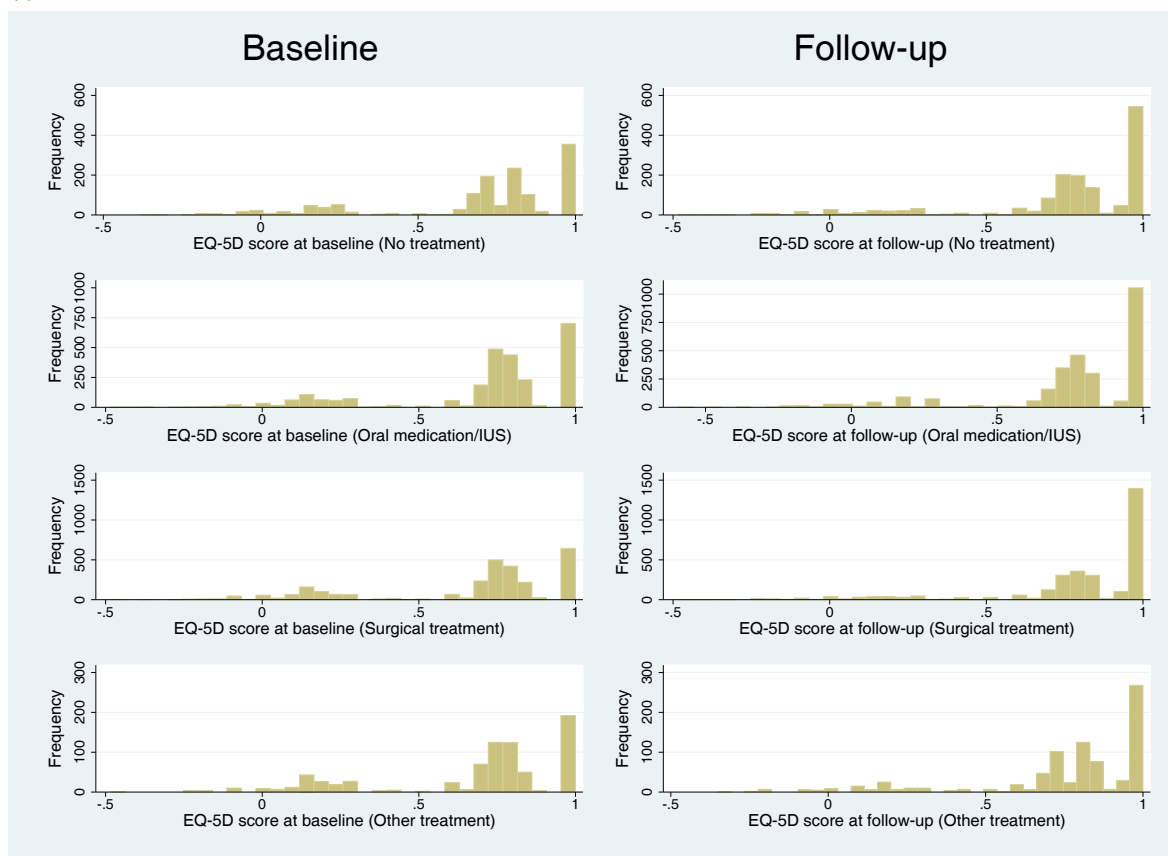 Baseline Follow-up
Frequency
0 200 400 600
-.5 0 .5 1
EQ-5D score at baseline (No treatment)
Frequency
0 200 400 600
-.5 0 .5 1
EQ-5D score at follow-up (No treatment)
Frequency
0 250 500 750 1000
-.5 0 .5 1
EQ-5D score at baseline (Oral medication/IUS)
Frequency
0 250 500 750 1000
-.5 0 .5 1
EQ-5D score at follow-up (Oral medication/IUS)
Frequency
0 500 1000 1500
-.5 0 .5 1
EQ-5D score at baseline (Surgical treatment)
Frequency
0 500 1000 1500
-.5 0 .5 1
EQ-5D score at follow-up (Surgical treatment)
Frequency
0 100 200 300
-.5 0 .5 1
EQ-5D score at baseline (Other treatment)
Frequency
0 100 200 300
-.5 0 .5 1
EQ-5D score at follow-up (Other treatment)